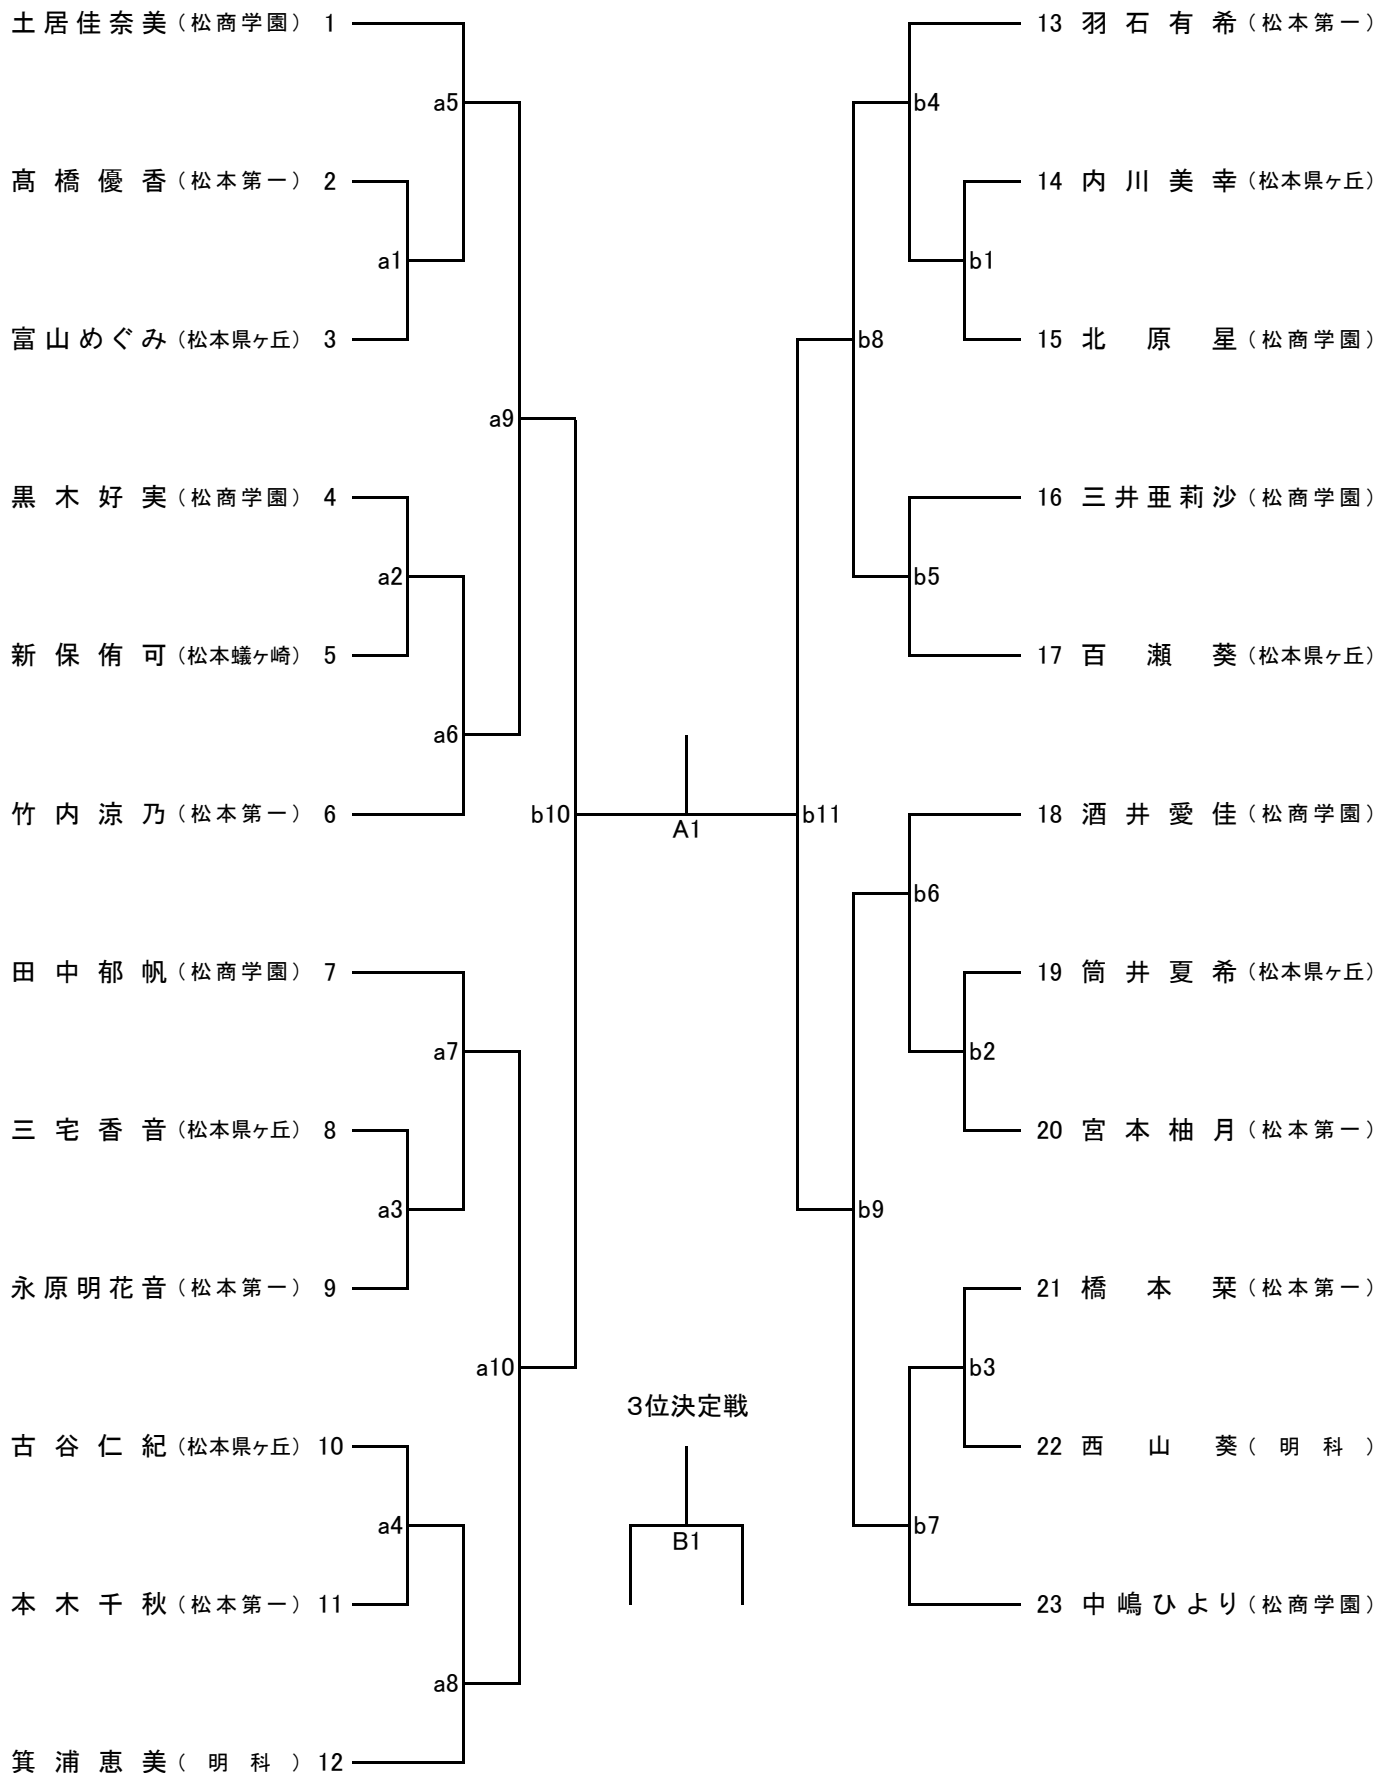 土居佳奈美（松商学園） 1
a5
髙橋優香（松本第一） 2
a1
富山めぐみ（松本県ヶ丘） 3
a9
黒木好実（松商学園） 4
a2
新保侑可（松本蟻ヶ崎） 5
a6
竹内涼乃（松本第一） 6
b10
A1
田中郁帆（松商学園） 7
a7
三宅香音（松本県ヶ丘） 8
a3
永原明花音（松本第一） 9
a10
古谷仁紀（松本県ヶ丘） 10
a4
本木千秋（松本第一） 11
a8
箕浦恵美（明科） 12
3位決定戦
B1
13 羽石有希（松本第一）
b4
14 内川美幸（松本県ヶ丘）
b1
15 北原星（松商学園）
b8
16 三井亜莉沙（松商学園）
b5
17 百瀬葵（松本県ヶ丘）
b11
18 酒井愛佳（松商学園）
b6
19 筒井夏希（松本県ヶ丘）
b2
20 宮本柚月（松本第一）
b9
21 橋本栞（松本第一）
b3
22 西山葵（明科）
b7
23 中嶋ひより（松商学園）